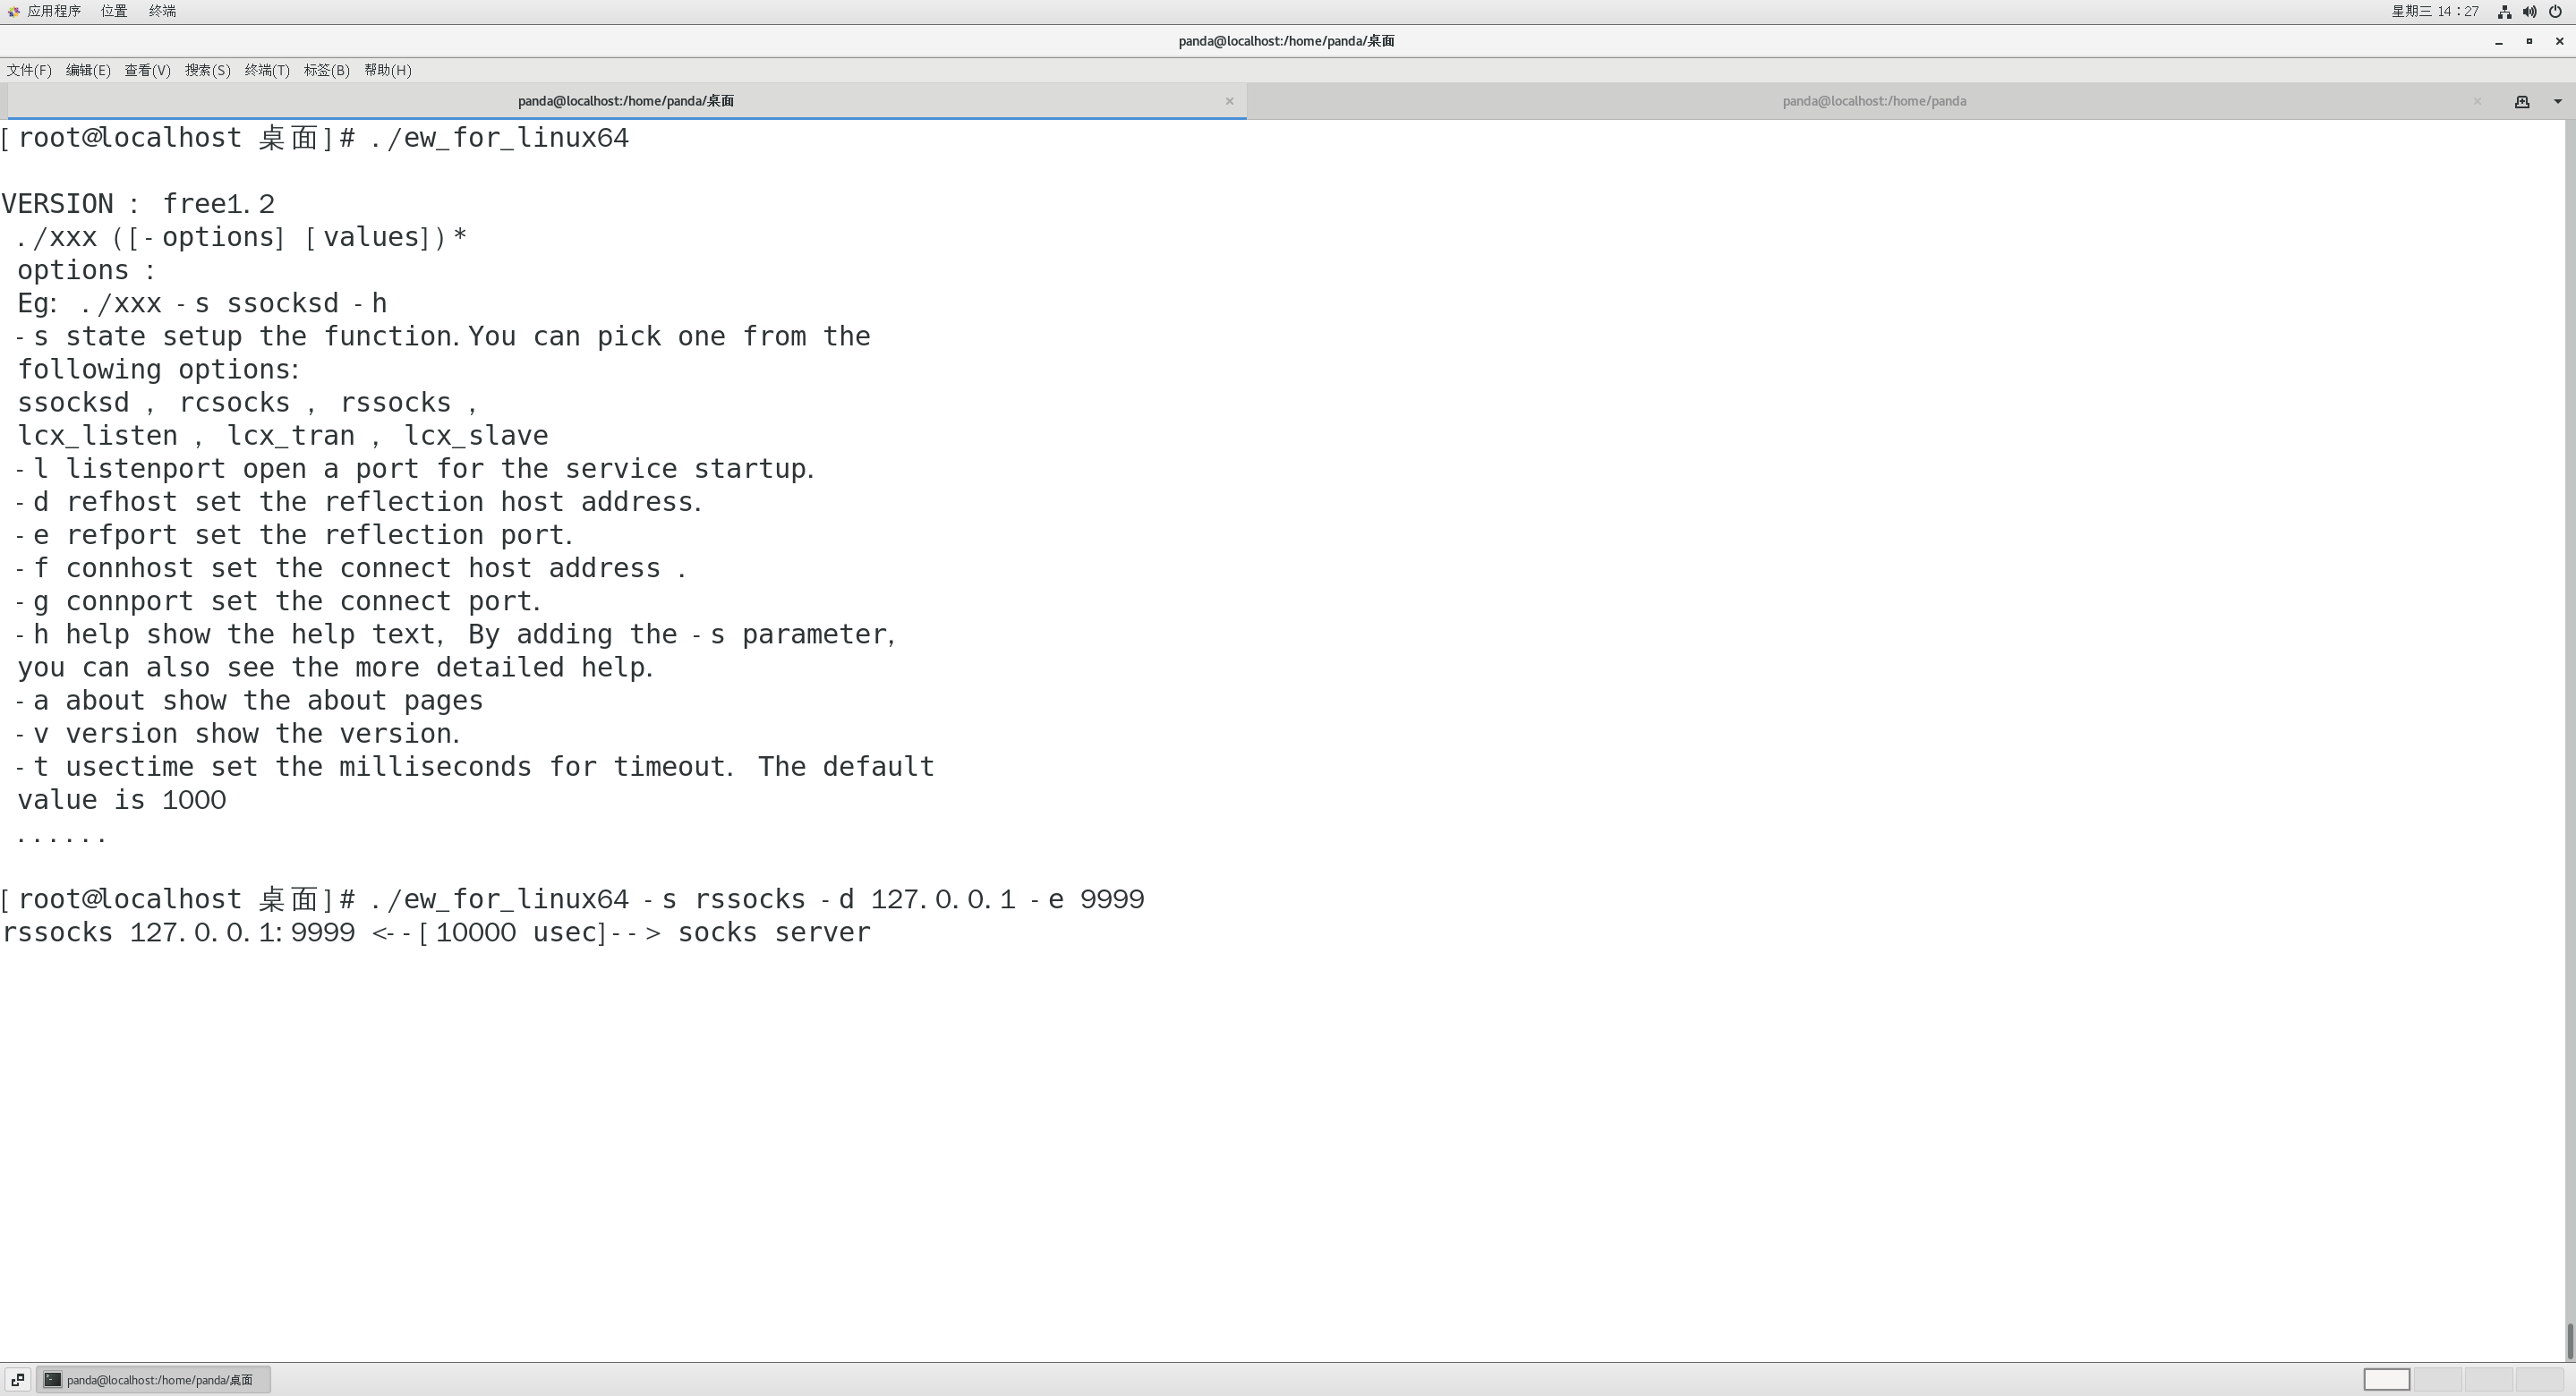 应用程序 位置 终端 星期三 14：27
panda@localhost:/home/panda/桌面
文件(F) 编辑(E) 查看(V) 搜索(S) 终端(T) 标签(B) 帮助(H)
panda@localhost:/home/panda/桌面 panda@localhost:/home/panda
[root@localhost 桌面]# ./ew_for_linux64
VERSION : free1.2
./xxx ([-options] [values])*
options :
Eg: ./xxx -s ssocksd -h
-s state setup the function.You can pick one from the
following options:
ssocksd , rcsocks , rssocks ,
lcx_listen , lcx_tran , lcx_slave
-l listenport open a port for the service startup.
-d refhost set the reflection host address.
-e refport set the reflection port.
-f connhost set the connect host address .
-g connport set the connect port.
-h help show the help text, By adding the -s parameter,
you can also see the more detailed help.
-a about show the about pages
-v version show the version.
-t usectime set the milliseconds for timeout. The default
value is 1000
......
[root@localhost 桌面]# ./ew_for_linux64 -s rssocks -d 127.0.0.1 -e 9999
rssocks 127.0.0.1:9999 <--[10000 usec]--> socks server
panda@localhost:/home/panda/桌面